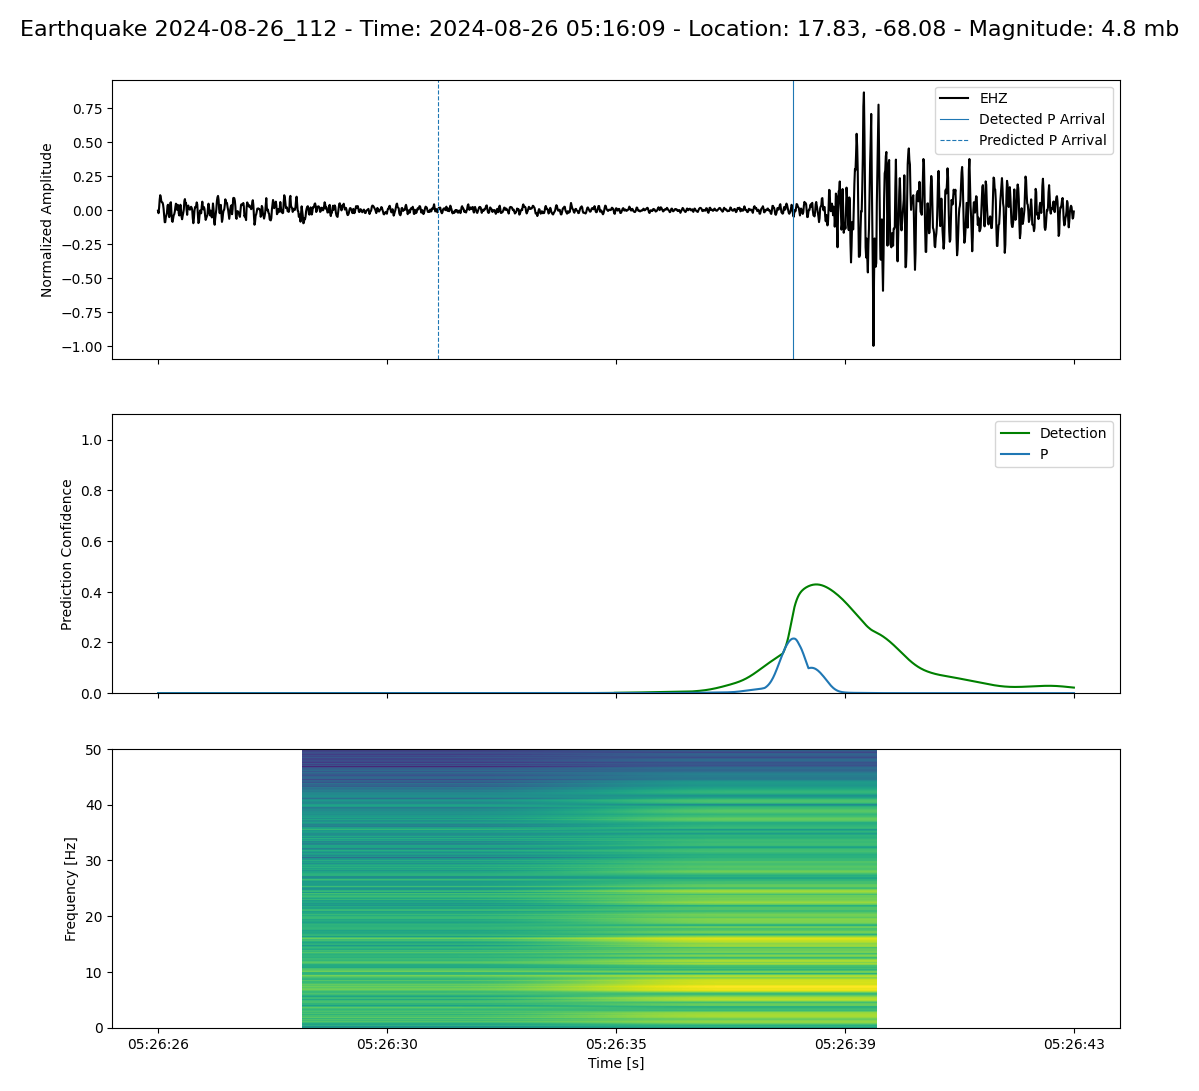 Earthquake 2024-08-26_112 - Time: 2024-08-26 05:16:09 - Location: 17.83, -68.08 - Magnitude: 4.8 mb
Normalized Amplitude
0.75
0.50
0.25
0.00
−0.25
−0.50
−0.75
−1.00
EHZ
Detected P Arrival
Predicted P Arrival
Prediction Confidence
1.0
0.8
0.6
0.4
0.2
0.0
Detection
P
Frequency [Hz]
50
40
30
20
10
0
05:26:26 05:26:30 05:26:35 05:26:39 05:26:43
Time [s]